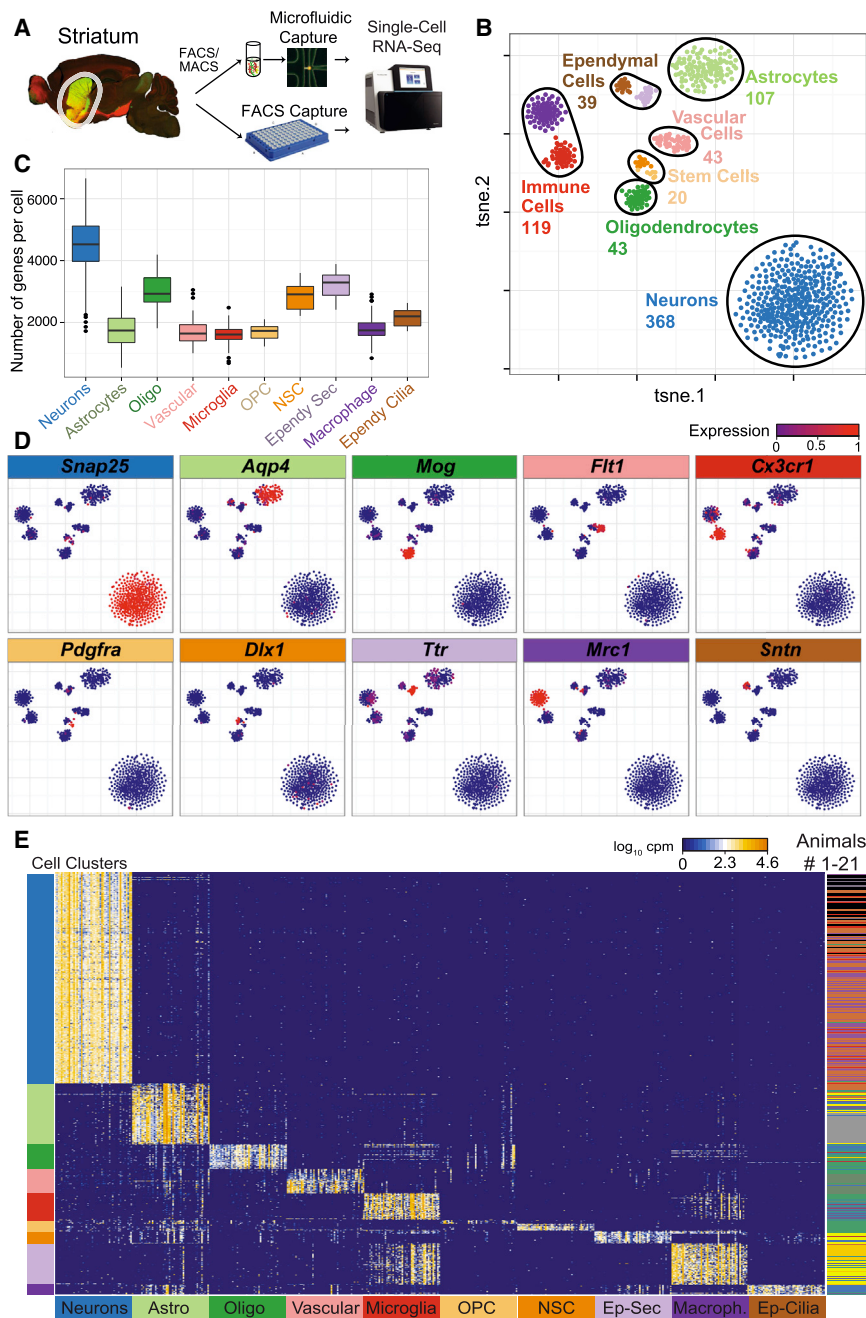 A
Striatum
FACS/
MACS
Microfluidic
Capture
Single-Cell
RNA-Seq
FACS Capture
B
Ependymal
Cells
39
Astrocytes
107
Vascular
Cells
43
Stem Cells
20
Immune
Cells
119
Oligodendrocytes
43
Neurons
368
tsne.2
tsne.1
C
Number of genes per cell
6000
4000
2000
Neurons
Astrocytes
Oligo
Vascular
Microglia
OPC
NSC
Ependy Sec
Macrophage
Ependy Cilia
D
Expression
0 0.5 1
Snap25 Aqp4 Mog Flt1 Cx3cr1
Pdgfra Dlx1 Ttr Mrc1 Sntn
E
Cell Clusters
log10 cpm
0 2.3 4.6
Animals
# 1-21
Neurons Astro Oligo Vascular Microglia OPC NSC Ep-Sec Macroph. Ep-Cilia